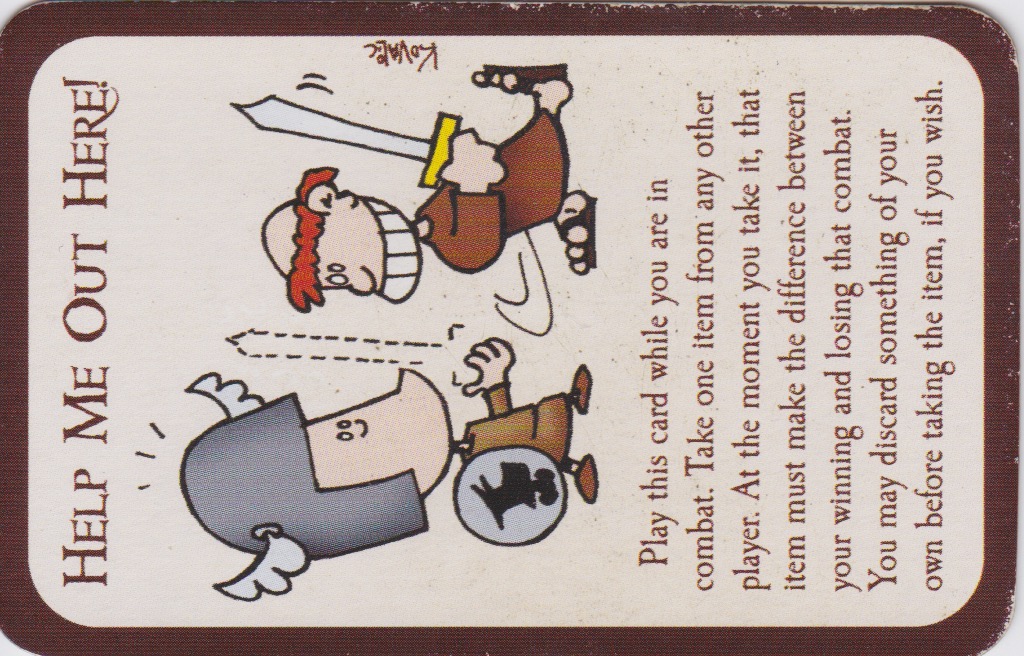 HELP ME OUT HERE!
KOVALIC
Play this card while you are in
combat. Take one item from any other
player. At the moment you take it, that
item must make the difference between
your winning and losing that combat.
You may discard something of your
own before taking the item, if you wish.